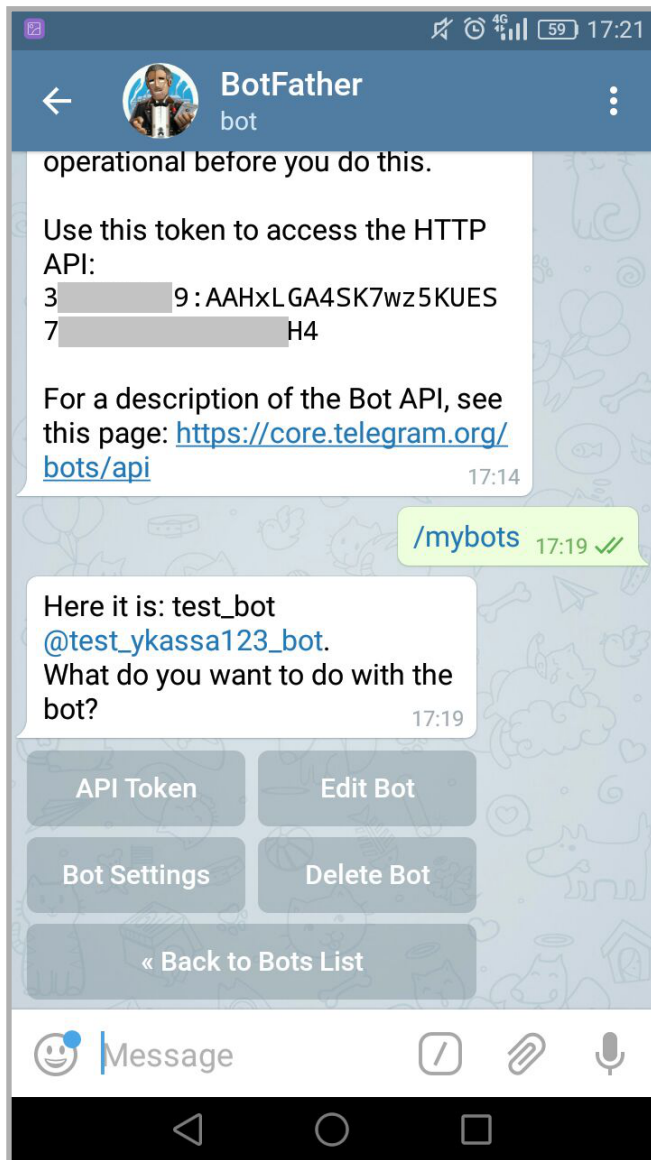 4G 59 17:21
BotFather
bot
operational before you do this.
Use this token to access the HTTP
API:
3 9:AAHxLGA4SK7wz5KUES
7 H4
For a description of the Bot API, see
this page: https://core.telegram.org/
bots/api
17:14
/mybots 17:19
Here it is: test_bot
@test_ykassa123_bot.
What do you want to do with the
bot?
17:19
API Token
Edit Bot
Bot Settings
Delete Bot
« Back to Bots List
Message